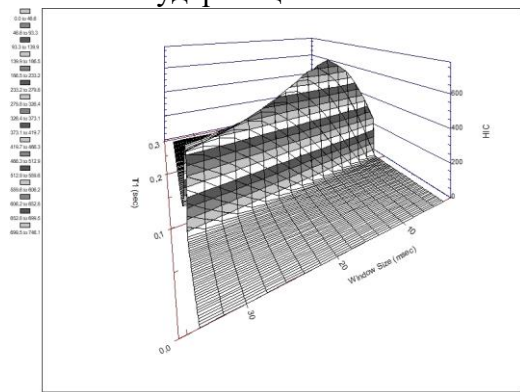 удар
0.0 to 46.6
46.6 to 93.3
93.3 to 139.9
139.9 to 186.5
186.5 to 233.2
233.2 to 279.8
279.8 to 326.4
326.4 to 373.1
373.1 to 419.7
419.7 to 466.3
466.3 to 512.9
512.9 to 559.6
559.6 to 606.2
606.2 to 652.8
652.8 to 699.5
699.5 to 746.1
600
400
200
0
HIC
0,3
0,2
0,1
0,0
T1 (sec)
10
20
30
Window Size (msec)